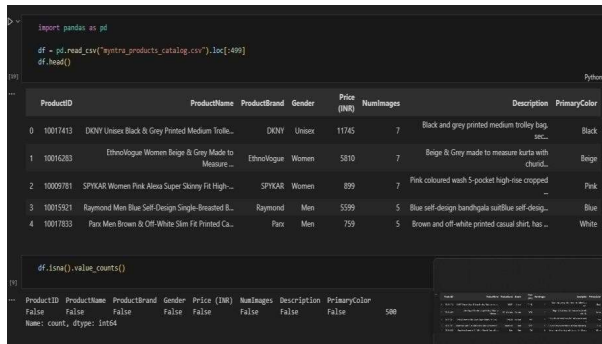 import pandas as pd
df = pd.read_csv("myntra_products_catalog.csv").loc[:499]
df.head()
Python
ProductID ProductName ProductBrand Gender Price (INR) NumImages Description PrimaryColor
0 10017413 DKNY Unisex Black & Grey Printed Medium Trolle... DKNY Unisex 11745 7 Black and grey printed medium trolley bag, sec... Black
1 10016283 EthnoVogue Women Beige & Grey Made to Measure ... EthnoVogue Women 5810 7 Beige & Grey made to measure kurta with churid... Beige
2 10009781 SPYKAR Women Pink Alexa Super Skinny Fit High-... SPYKAR Women 899 7 Pink coloured wash 5-pocket high-rise cropped ... Pink
3 10015921 Raymond Men Blue Self-Design Single-Breasted B... Raymond Men 5599 5 Blue self-design bandhgala suitBlue self-desig... Blue
4 10017833 Parx Men Brown & Off-White Slim Fit Printed Ca... Parx Men 759 5 Brown and off-white printed casual shirt, has ... White
df.isna().value_counts()
ProductID ProductName ProductBrand Gender Price (INR) NumImages Description PrimaryColor
False False False False False False False False 500
Name: count, dtype: int64